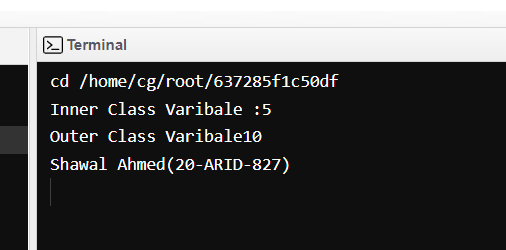 Terminal
cd /home/cg/root/637285f1c50df
Inner Class Varibale :5
Outer Class Varibale10
Shawal Ahmed(20-ARID-827)